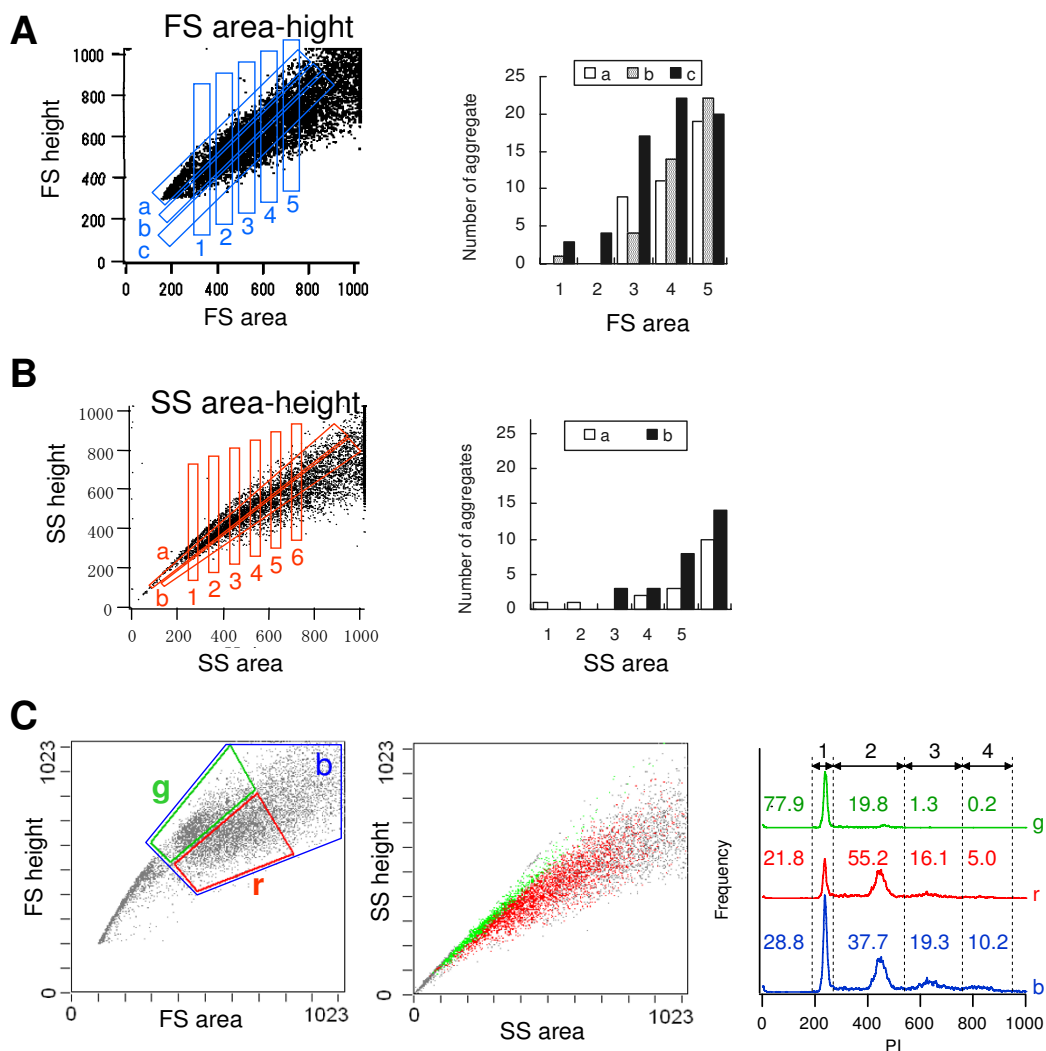 A
FS area-hight
FS height
1000
800
600
400
200
0
a
b
c
1 2 3 4 5
0 200 400 600 800 1000
FS area
a b c
Number of aggregate
25
20
15
10
5
0
1 2 3 4 5
FS area
B
SS area-height
SS height
1000
800
600
400
200
0
a
b
1 2 3 4 5 6
0 200 400 600 800 1000
SS area
a b
Number of aggregates
25
20
15
10
5
0
1 2 3 4 5
SS area
C
FS height
1023
0
g
b
r
0 1023
FS area
SS height
1023
0
0 1023
SS area
Frequency
1 2 3 4
77.9 19.8 1.3 0.2 g
21.8 55.2 16.1 5.0 r
28.8 37.7 19.3 10.2 b
0 200 400 600 800 1000
PI